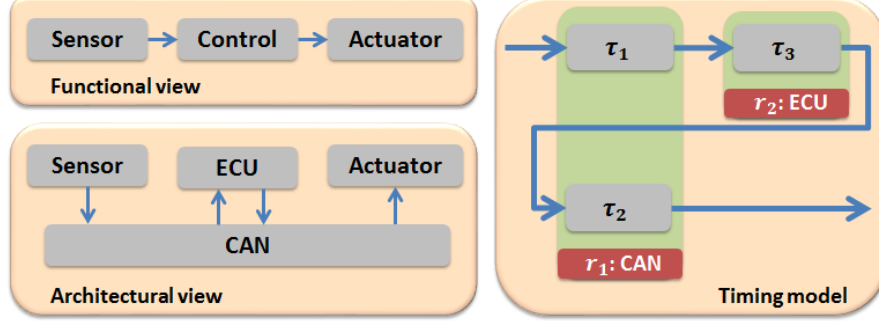 Sensor Control Actuator
Functional view
Sensor ECU Actuator
CAN
Architectural view
τ₁ τ₃
r₂: ECU
τ₂
r₁: CAN
Timing model